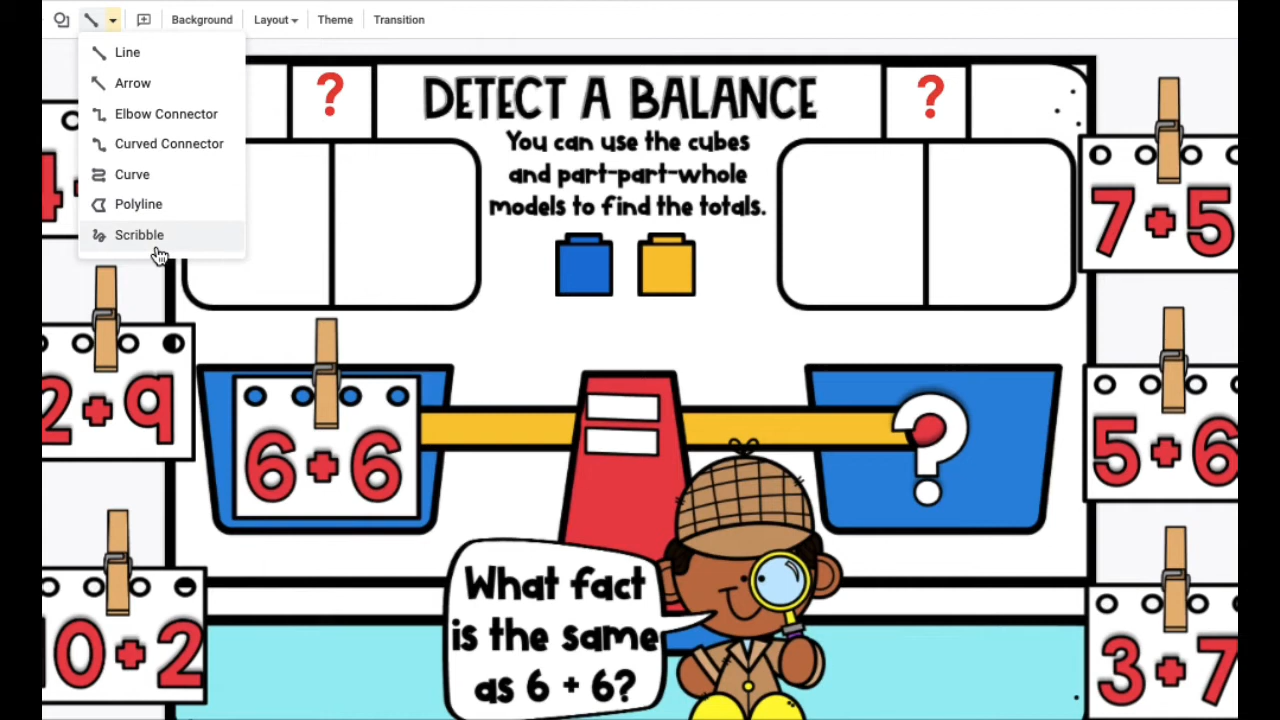 Background Layout Theme Transition
Line
Arrow
Elbow Connector
Curved Connector
Curve
Polyline
Scribble
? DETECT A BALANCE ?
You can use the cubes
and part-part-whole
models to find the totals.
7+5
2+9
6+6
?
5+6
What fact
is the same
as 6 + 6?
0+2
3+7